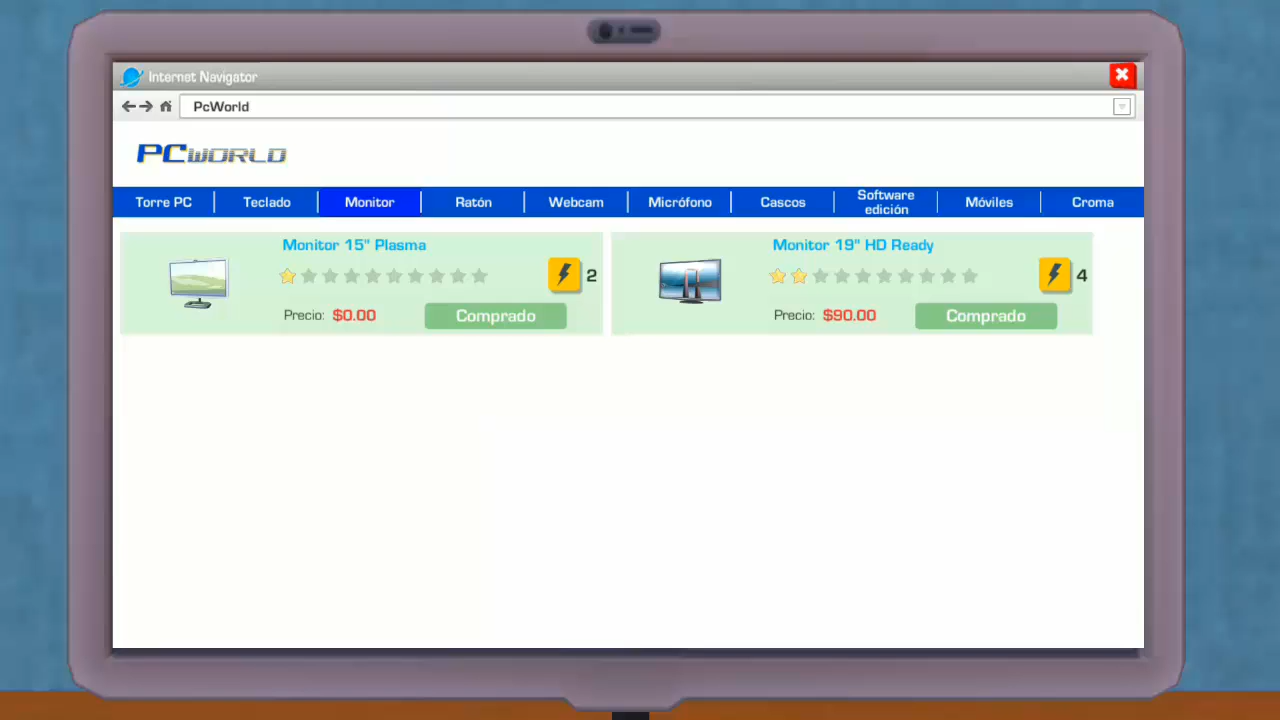 Internet Navigator
PcWorld
PCWORLD
Torre PC
Teclado
Monitor
Ratón
Webcam
Micrófono
Cascos
Software
edición
Móviles
Croma
Monitor 15" Plasma
2
Precio: $0.00
Comprado
Monitor 19" HD Ready
4
Precio: $90.00
Comprado